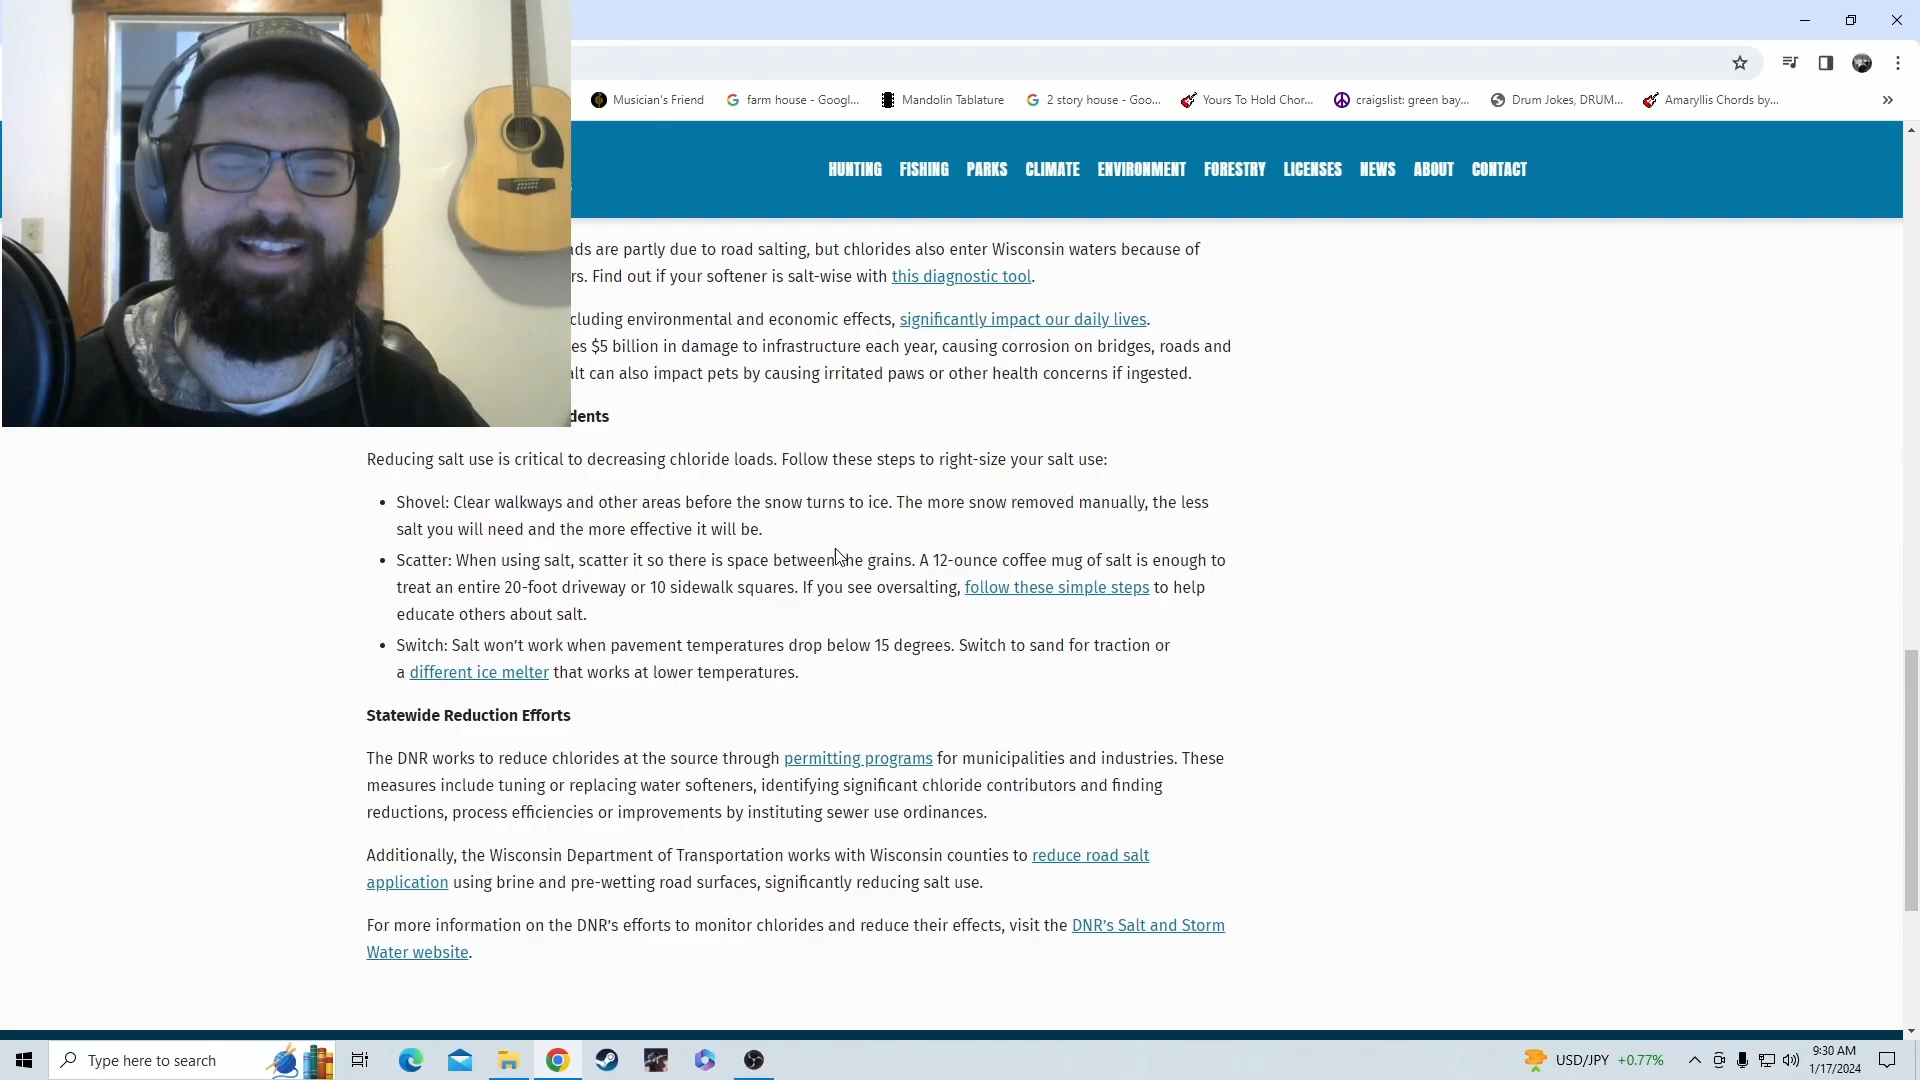 Musician's Friend
farm house - Googl...
Mandolin Tablature
2 story house - Goo...
Yours To Hold Chor...
craigslist: green bay...
Drum Jokes, DRUM...
Amaryllis Chords by...
»
HUNTING FISHING PARKS CLIMATE ENVIRONMENT FORESTRY LICENSES NEWS ABOUT CONTACT
ads are partly due to road salting, but chlorides also enter Wisconsin waters because of
rs. Find out if your softener is salt-wise with this diagnostic tool.
cluding environmental and economic effects, significantly impact our daily lives.
es $5 billion in damage to infrastructure each year, causing corrosion on bridges, roads and
alt can also impact pets by causing irritated paws or other health concerns if ingested.
dents
Reducing salt use is critical to decreasing chloride loads. Follow these steps to right-size your salt use:
• Shovel: Clear walkways and other areas before the snow turns to ice. The more snow removed manually, the less
salt you will need and the more effective it will be.
• Scatter: When using salt, scatter it so there is space between the grains. A 12-ounce coffee mug of salt is enough to
treat an entire 20-foot driveway or 10 sidewalk squares. If you see oversalting, follow these simple steps to help
educate others about salt.
• Switch: Salt won't work when pavement temperatures drop below 15 degrees. Switch to sand for traction or
a different ice melter that works at lower temperatures.
Statewide Reduction Efforts
The DNR works to reduce chlorides at the source through permitting programs for municipalities and industries. These
measures include tuning or replacing water softeners, identifying significant chloride contributors and finding
reductions, process efficiencies or improvements by instituting sewer use ordinances.
Additionally, the Wisconsin Department of Transportation works with Wisconsin counties to reduce road salt
application using brine and pre-wetting road surfaces, significantly reducing salt use.
For more information on the DNR's efforts to monitor chlorides and reduce their effects, visit the DNR's Salt and Storm
Water website.
Type here to search
USD/JPY +0.77%
9:30 AM
1/17/2024